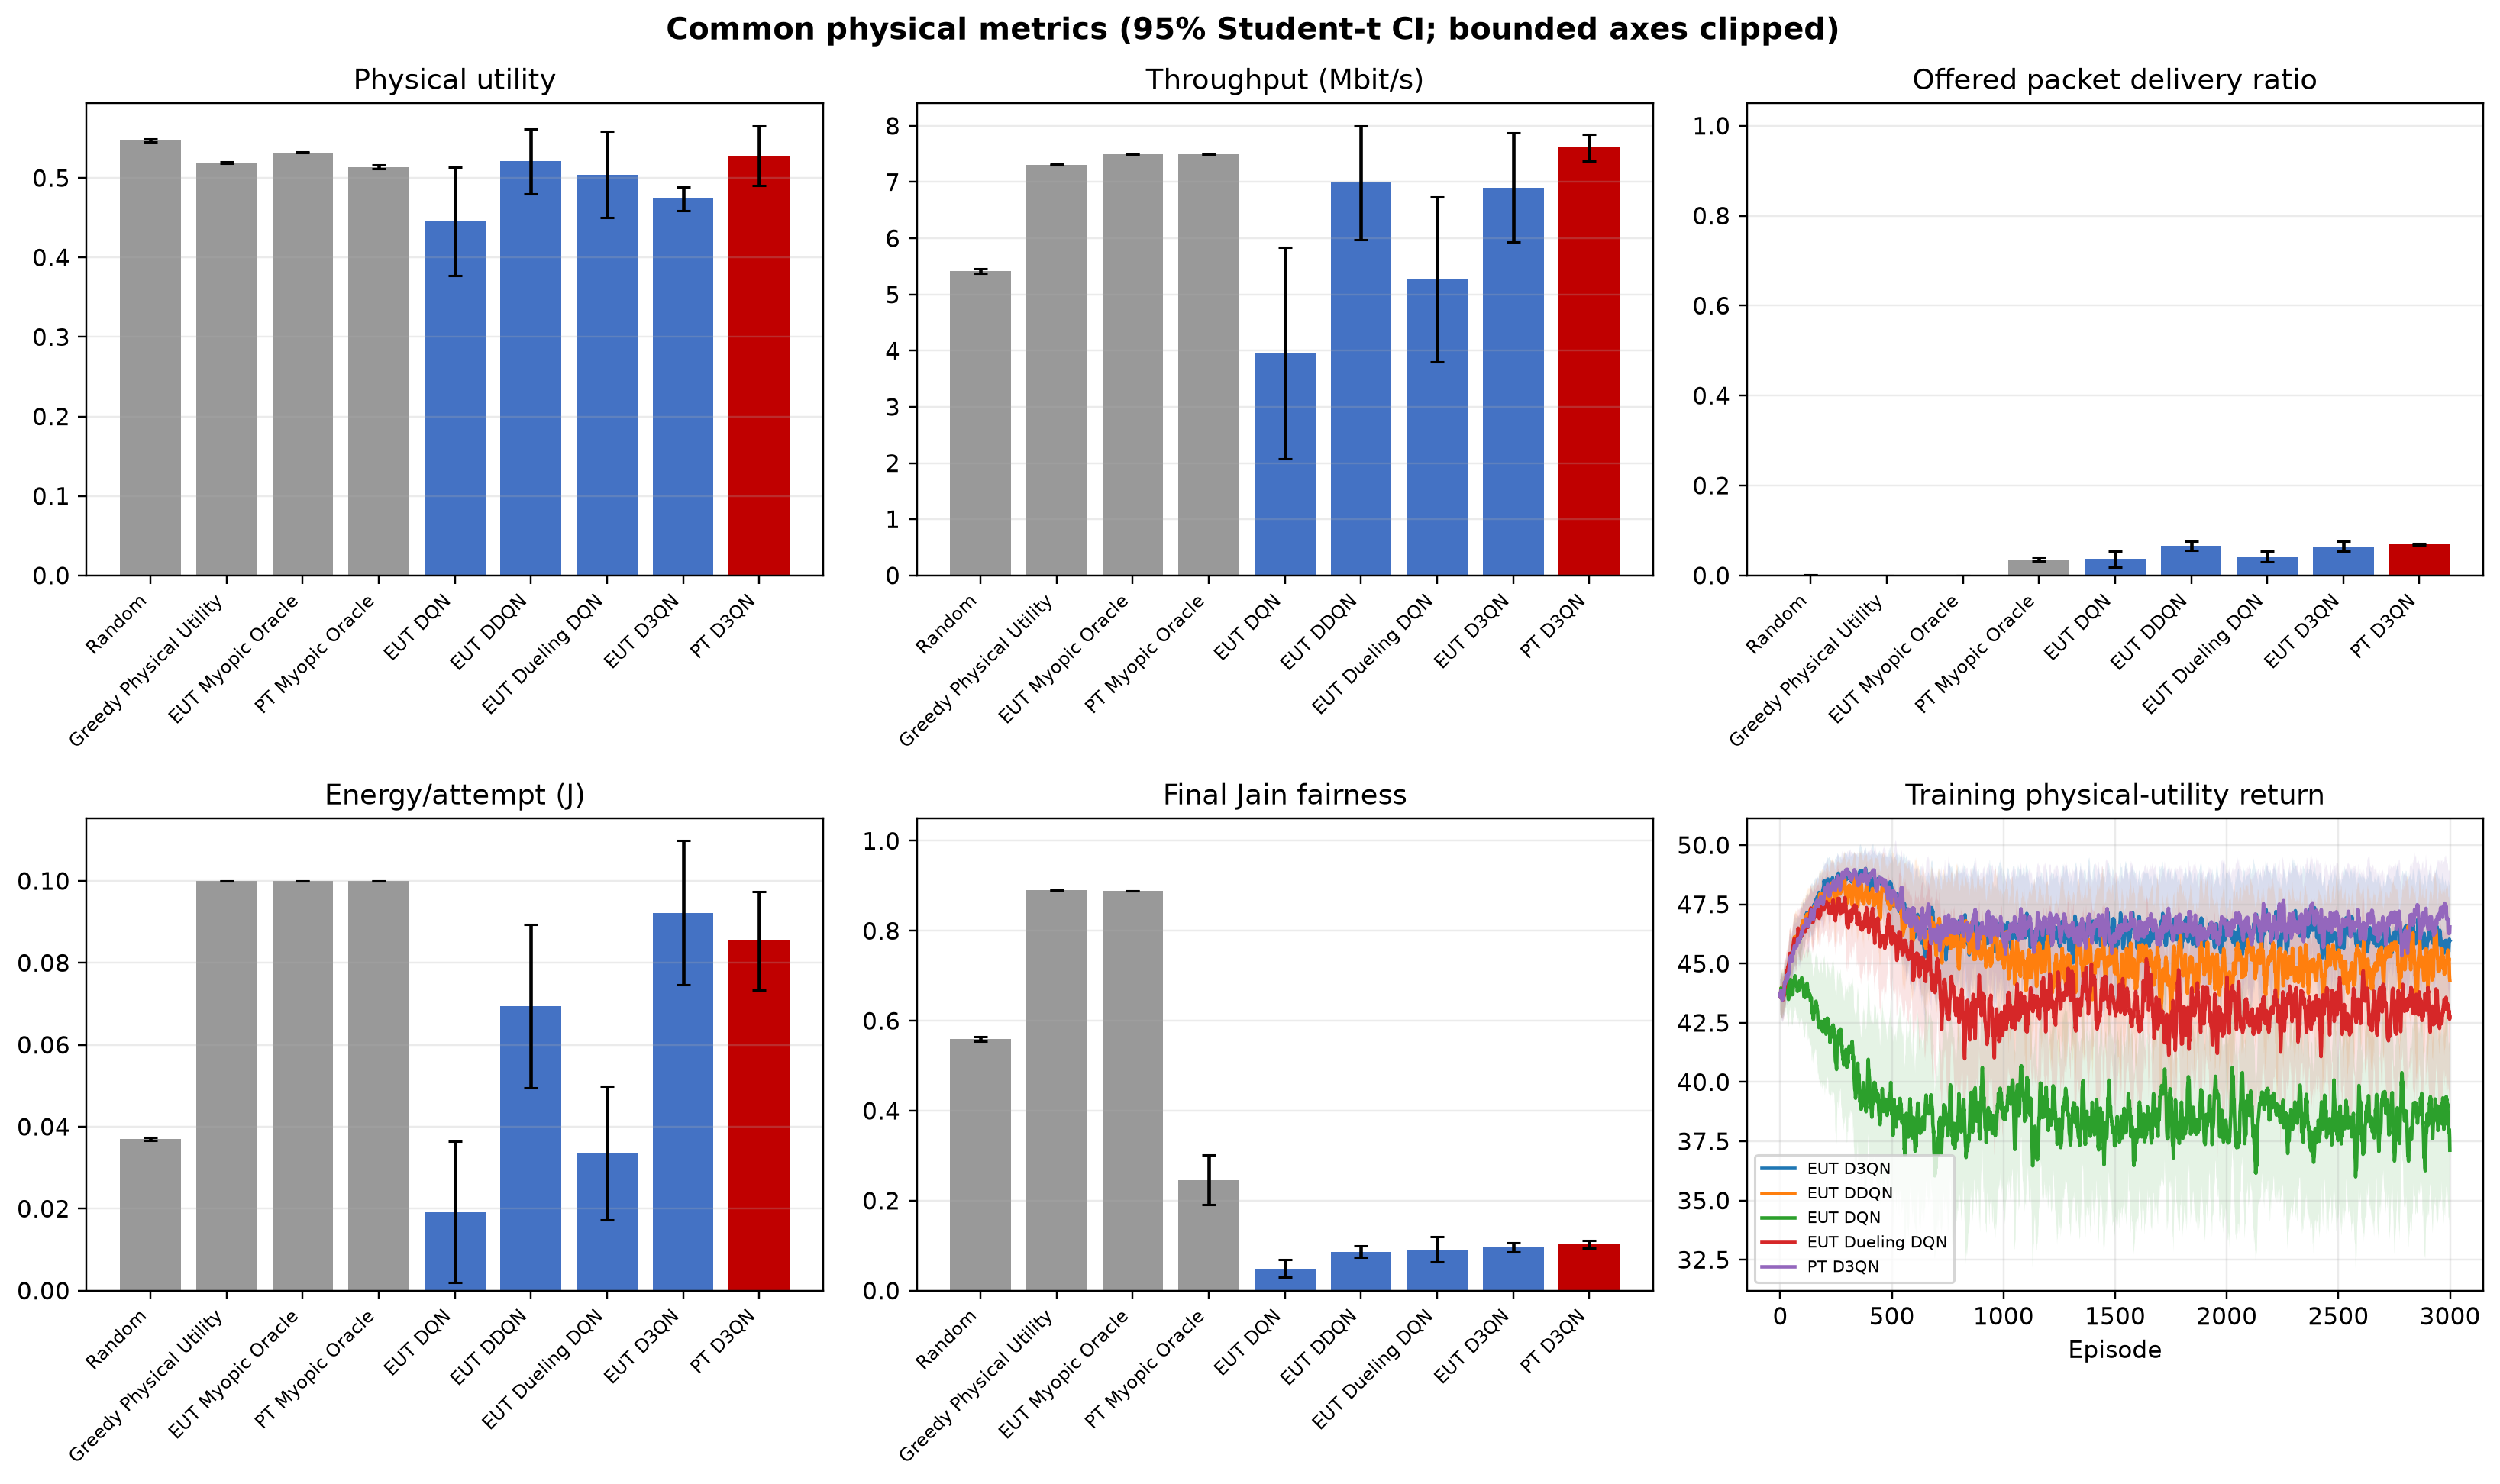 Common physical metrics (95% Student-t CI; bounded axes clipped)
Physical utility
0.5
0.4
0.3
0.2
0.1
0.0
Random
Greedy Physical Utility
EUT Myopic Oracle
PT Myopic Oracle
EUT DQN
EUT DDQN
EUT Dueling DQN
EUT D3QN
PT D3QN
Throughput (Mbit/s)
8
7
6
5
4
3
2
1
0
Random
Greedy Physical Utility
EUT Myopic Oracle
PT Myopic Oracle
EUT DQN
EUT DDQN
EUT Dueling DQN
EUT D3QN
PT D3QN
Offered packet delivery ratio
1.0
0.8
0.6
0.4
0.2
0.0
Random
Greedy Physical Utility
EUT Myopic Oracle
PT Myopic Oracle
EUT DQN
EUT DDQN
EUT Dueling DQN
EUT D3QN
PT D3QN
Energy/attempt (J)
0.10
0.08
0.06
0.04
0.02
0.00
Random
Greedy Physical Utility
EUT Myopic Oracle
PT Myopic Oracle
EUT DQN
EUT DDQN
EUT Dueling DQN
EUT D3QN
PT D3QN
Final Jain fairness
1.0
0.8
0.6
0.4
0.2
0.0
Random
Greedy Physical Utility
EUT Myopic Oracle
PT Myopic Oracle
EUT DQN
EUT DDQN
EUT Dueling DQN
EUT D3QN
PT D3QN
Training physical-utility return
50.0
47.5
45.0
42.5
40.0
37.5
35.0
32.5
EUT D3QN
EUT DDQN
EUT DQN
EUT Dueling DQN
PT D3QN
0
500
1000
1500
2000
2500
3000
Episode